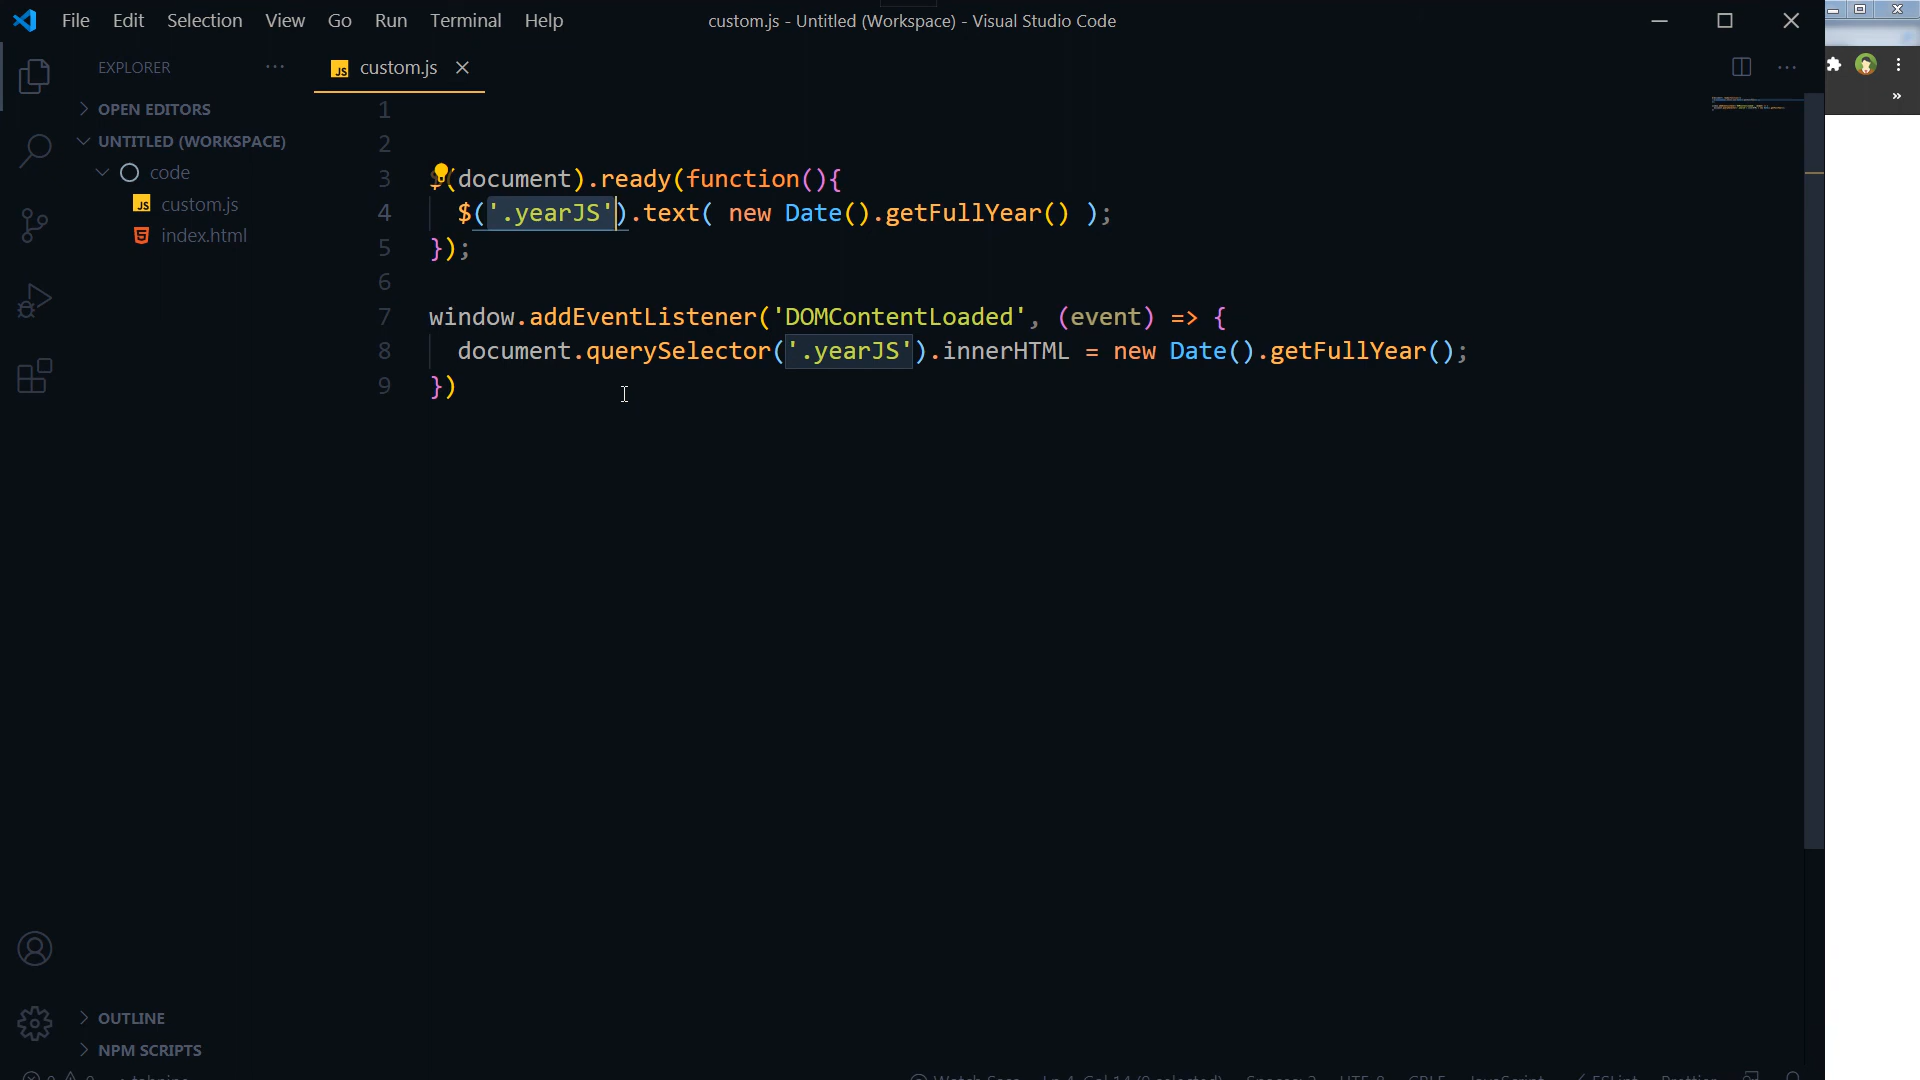 File Edit Selection View Go Run Terminal Help
custom.js - Untitled (Workspace) - Visual Studio Code
EXPLORER
custom.js
OPEN EDITORS
UNTITLED (WORKSPACE)
code
custom.js
index.html
1
2
3 $(document).ready(function(){
4 $('.yearJS').text( new Date().getFullYear() );
5 });
6
7 window.addEventListener('DOMContentLoaded', (event) => {
8 document.querySelector('.yearJS').innerHTML = new Date().getFullYear();
9 })
OUTLINE
NPM SCRIPTS